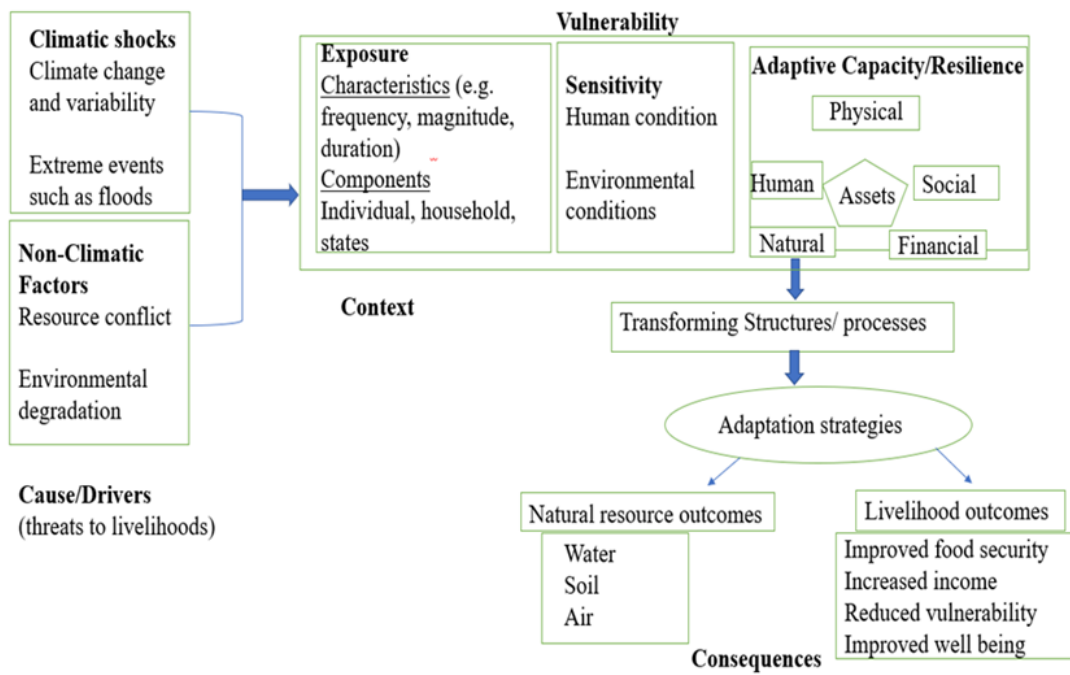 Climatic shocks
Climate change
and variability
Extreme events
such as floods
Non-Climatic
Factors
Resource conflict
Environmental
degradation
Cause/Drivers
(threats to livelihoods)
Vulnerability
Exposure
Characteristics (e.g.
frequency, magnitude,
duration)
Components
Individual, household,
states
Sensitivity
Human condition
Environmental
conditions
Adaptive Capacity/Resilience
Physical
Human
Assets
Social
Natural
Financial
Context
Transforming Structures/ processes
Adaptation strategies
Natural resource outcomes
Water
Soil
Air
Livelihood outcomes
Improved food security
Increased income
Reduced vulnerability
Improved well being
Consequences